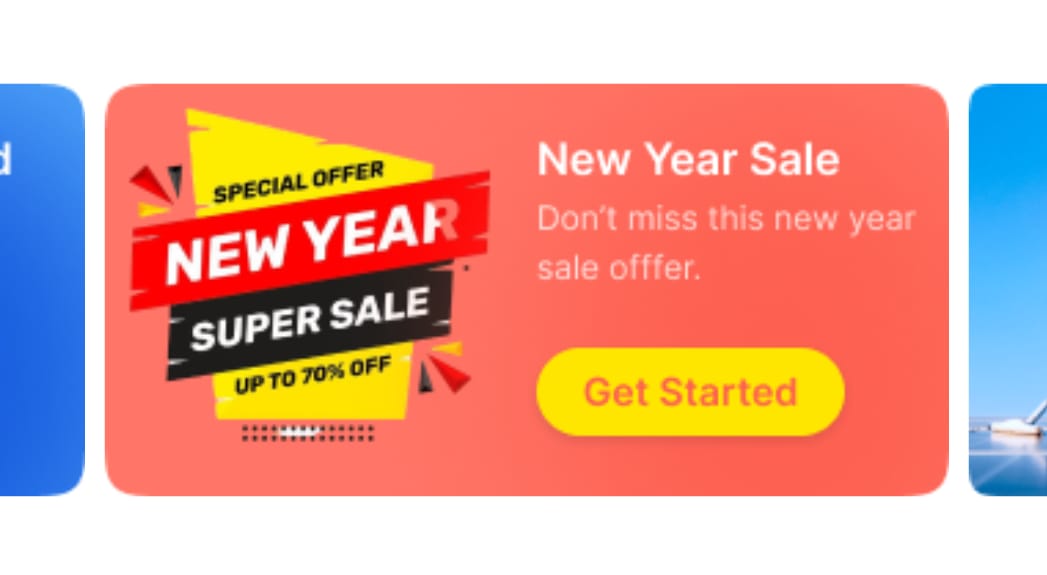 d
SPECIAL OFFER
NEW YEAR
SUPER SALE
UP TO 70% OFF
New Year Sale
Don’t miss this new year
sale offfer.
Get Started